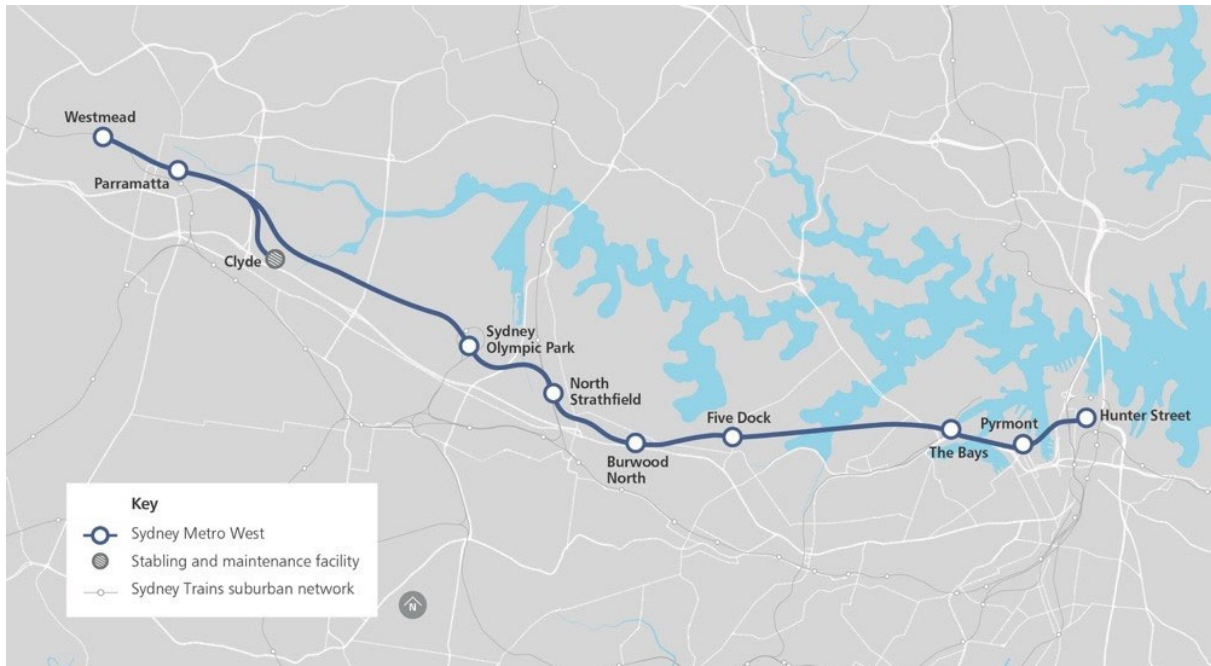 Westmead
Parramatta
Clyde
Sydney
Olympic Park
North
Strathfield
Burwood
North
Five Dock
The Bays
Pyrmont
Hunter Street
Key
Sydney Metro West
Stabling and maintenance facility
Sydney Trains suburban network
N